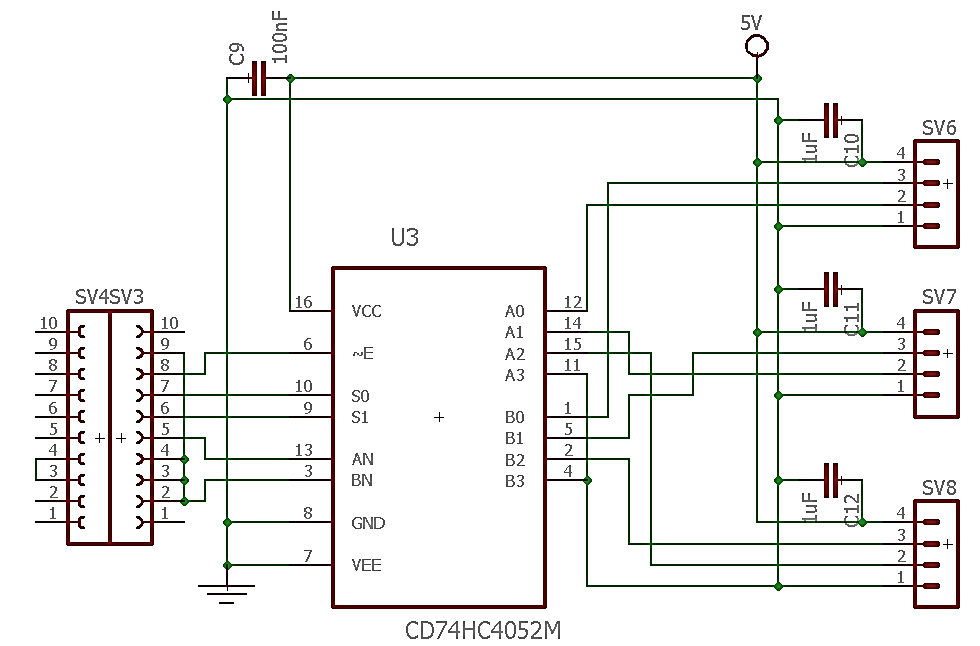 C9
100nF
5V
1uF
C10
SV6
4
3
2
1
U3
SV4SV3
10
9
8
7
6
5
4
3
2
1
10
9
8
7
6
5
4
3
2
1
16 VCC
6 ~E
10 S0
9 S1
13 AN
3 BN
8 GND
7 VEE
A0 12
A1 14
A2 15
A3 11
B0 1
B1 5
B2 2
B3 4
CD74HC4052M
1uF
C11
SV7
4
3
2
1
1uF
C12
SV8
4
3
2
1